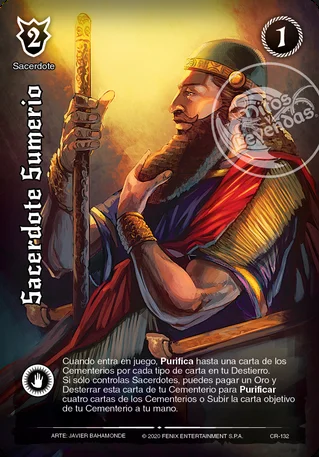 2
Sacerdote
1
Mitos y Leyendas
Sacerdote Sumerio
Cuando entra en juego, Purifica hasta una carta de los
Cementerios por cada tipo de carta en tu Destierro.
Si sólo controlas Sacerdotes, puedes pagar un Oro y
Desterrar esta carta de tu Cementerio para Purificar
cuatro cartas de los Cementerios o Subir la carta objetivo
de tu Cementerio a tu mano.
ARTE: JAVIER BAHAMONDE
© 2020 FENIX ENTERTAINMENT S.P.A.
CR-132